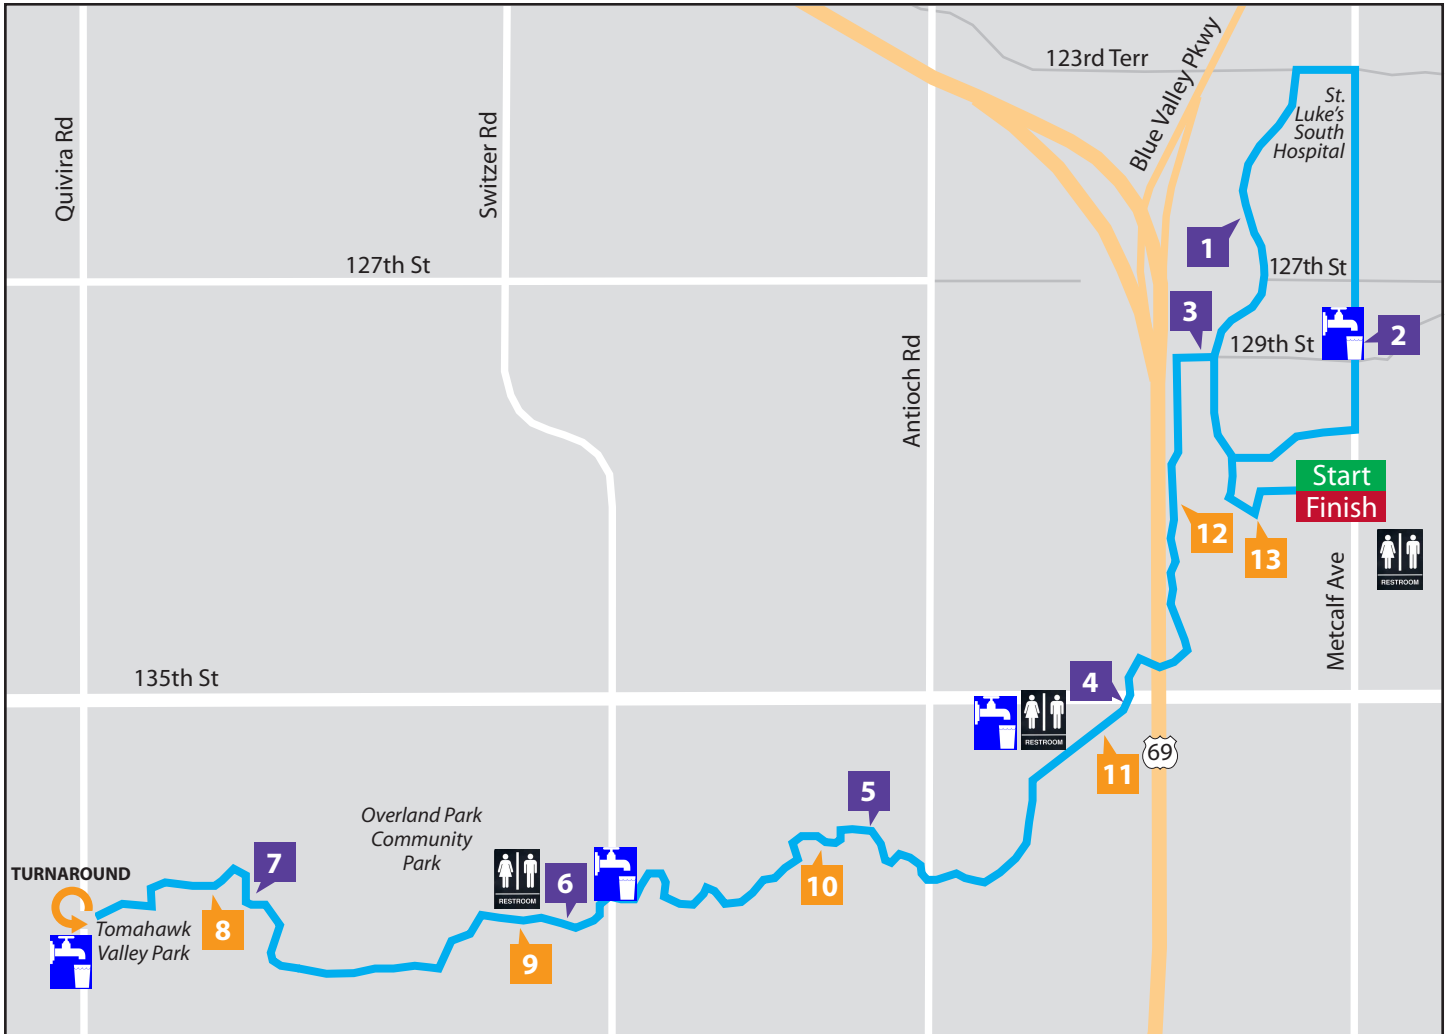 123rd Terr
Blue Valley Pkwy
St.
Luke's
South
Hospital
Quivira Rd
Switzer Rd
1
127th St
127th St
3
2
129th St
Antioch Rd
Start
Finish
12
13
RESTROOM
Metcalf Ave
135th St
4
RESTROOM
69
11
5
Overland Park
Community
Park
7
TURNAROUND
10
6
RESTROOM
8
Tomahawk
Valley Park
9